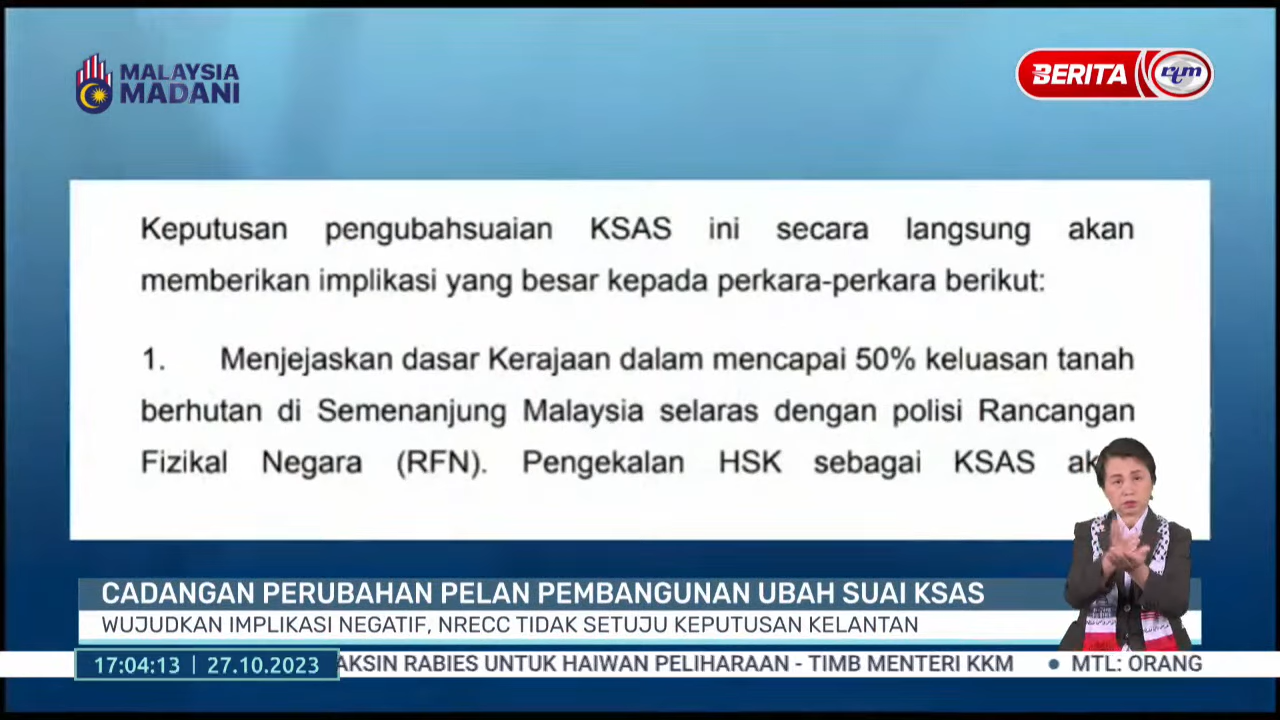 MALAYSIA
MADANI
BERITA rtm
Keputusan pengubahsuaian KSAS ini secara langsung akan
memberikan implikasi yang besar kepada perkara-perkara berikut:
1. Menjejaskan dasar Kerajaan dalam mencapai 50% keluasan tanah
berhutan di Semenanjung Malaysia selaras dengan polisi Rancangan
Fizikal Negara (RFN). Pengekalan HSK sebagai KSAS
CADANGAN PERUBAHAN PELAN PEMBANGUNAN UBAH SUAI KSAS
WUJUDKAN IMPLIKASI NEGATIF, NRECC TIDAK SETUJU KEPUTUSAN KELANTAN
17:04:13 | 27.10.2023 AKSIN RABIES UNTUK HAIWAN PELIHARAAN - TIMB MENTERI KKM • MTL: ORANG